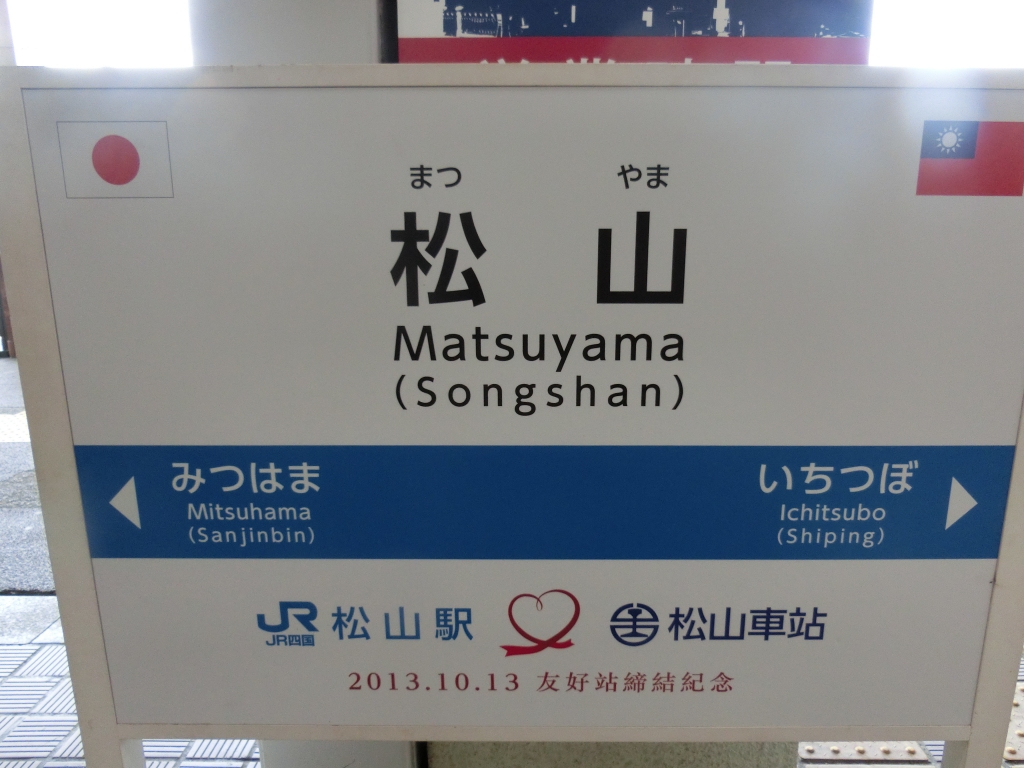 まつ やま
松 山
Matsuyama
(Songshan)
みつはま
Mitsuhama
(Sanjinbin)
いちつぼ
Ichitsubo
(Shiping)
JR JR四国 松山駅
松山車站
2013.10.13 友好站締結紀念